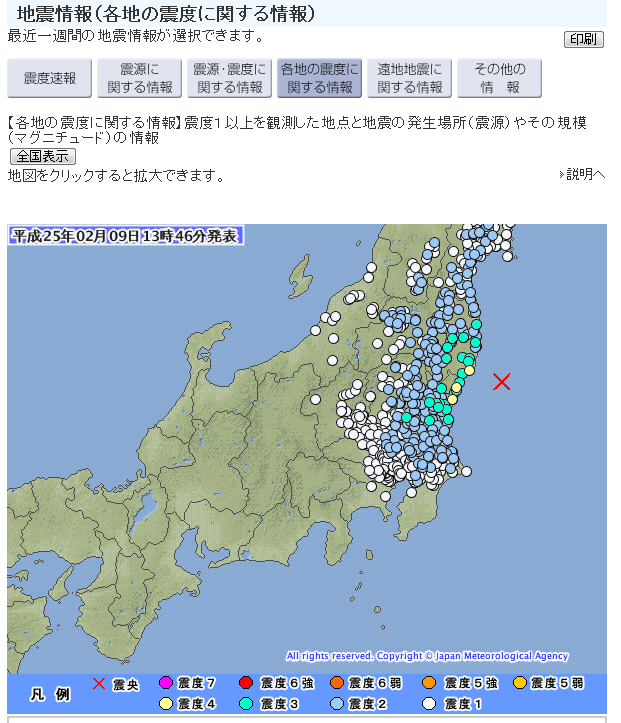 地震情報(各地の震度に関する情報)
最近一週間の地震情報が選択できます。
印刷
震度速報
震源に
関する情報
震源・震度に
関する情報
各地の震度に
関する情報
遠地地震に
関する情報
その他の
情　報
【各地の震度に関する情報】震度１以上を観測した地点と地震の発生場所(震源)やその規模
(マグニチュード)の情報
全国表示
地図をクリックすると拡大できます。
説明へ
平成25年02月09日13時46分発表
All rights reserved. Copyright © Japan Meteorological Agency
凡 例
震央 震度７ 震度６強 震度６弱 震度５強 震度５弱
震度４ 震度３ 震度２ 震度１